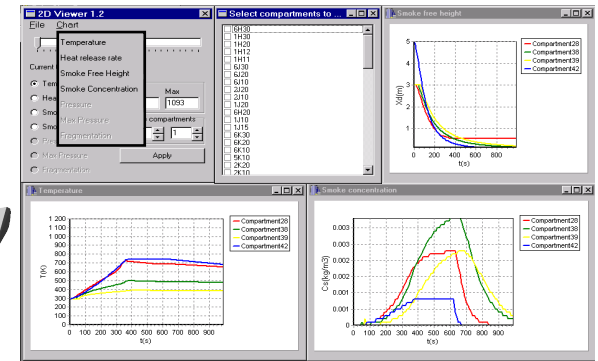 2D Viewer 1.2
File Chart
Temperature
Heat release rate
Smoke Free Height
Smoke Concentration
Pressure
Max Pressure
Fragmentation
Current
Max
1093
compartments
1
Apply
Max Pressure
Fragmentation
Select compartments to ...
6H30
1H30
1H20
1H12
1H11
6J30
6J20
6J10
2J20
2J10
1J20
1J10
1J15
6K30
6K20
6K10
5K10
2K20
2K10
Smoke free height
Xd(m)
5
4
3
2
1
0 200 400 600 800
t(s)
Compartment28
Compartment38
Compartment39
Compartment42
Temperature
T(K)
1 200
1 100
1 000
900
800
700
600
500
400
300
200
100
0
0 100 200 300 400 500 600 700 800 900
t(s)
Compartment28
Compartment38
Compartment39
Compartment42
Smoke concentration
Cs(kg/m3)
0.003
0.003
0.002
0.002
0.001
0.001
0
0 100 200 300 400 500 600 700 800 900
t(s)
Compartment28
Compartment38
Compartment39
Compartment42